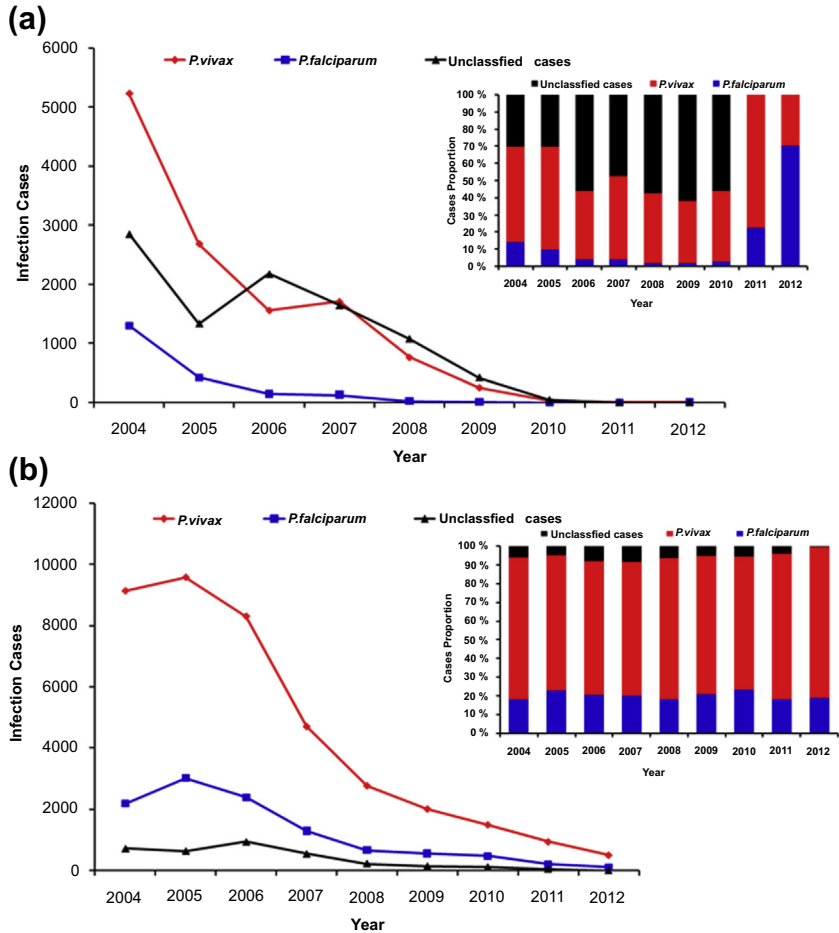 (a)
6000
5000
4000
3000
2000
1000
0
Infection Cases
P.vivax P.falciparum Unclassfied cases
2004 2005 2006 2007 2008 2009 2010 2011 2012
Year
Unclassfied cases P.vivax P.falciparum
100 %
90 %
80 %
70 %
60 %
50 %
40 %
30 %
20 %
10 %
0 %
Cases Proportion
2004 2005 2006 2007 2008 2009 2010 2011 2012
Year
(b)
12000
10000
8000
6000
4000
2000
0
Infection Cases
P.vivax P.falciparum Unclassfied cases
2004 2005 2006 2007 2008 2009 2010 2011 2012
Year
Unclassfied cases P.vivax P.falciparum
100 %
90 %
80 %
70 %
60 %
50 %
40 %
30 %
20 %
10 %
0 %
Cases Proportion
2004 2005 2006 2007 2008 2009 2010 2011 2012
Year